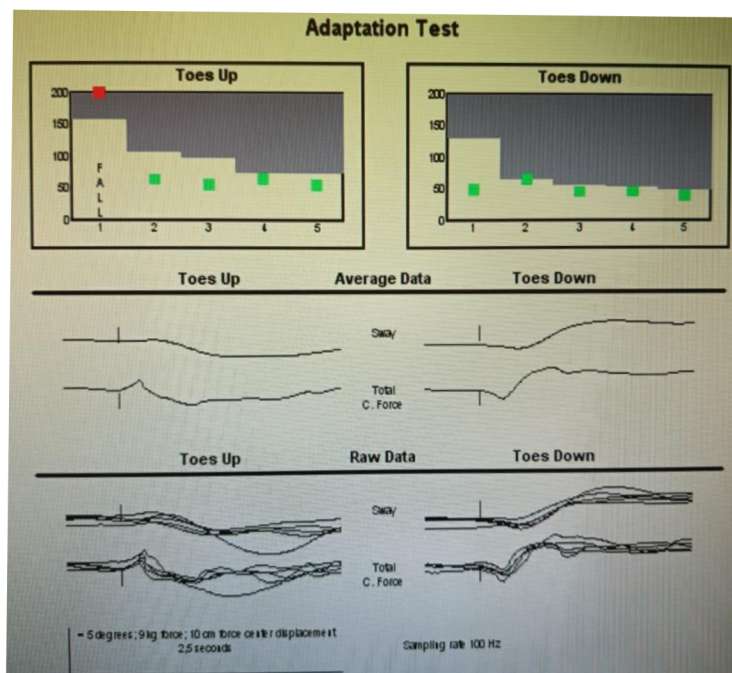 Adaptation Test
Toes Up
Toes Down
200
150
100
50
0
FALL
1
2
3
4
5
200
150
100
50
0
1
2
3
4
5
Toes Up Average Data Toes Down
Sway
Total
C. Force
Toes Up Raw Data Toes Down
Sway
Total
C. Force
= 5 degrees; 9 kg force; 10 cm force center displacement
2,5 seconds
Sampling rate 100 Hz